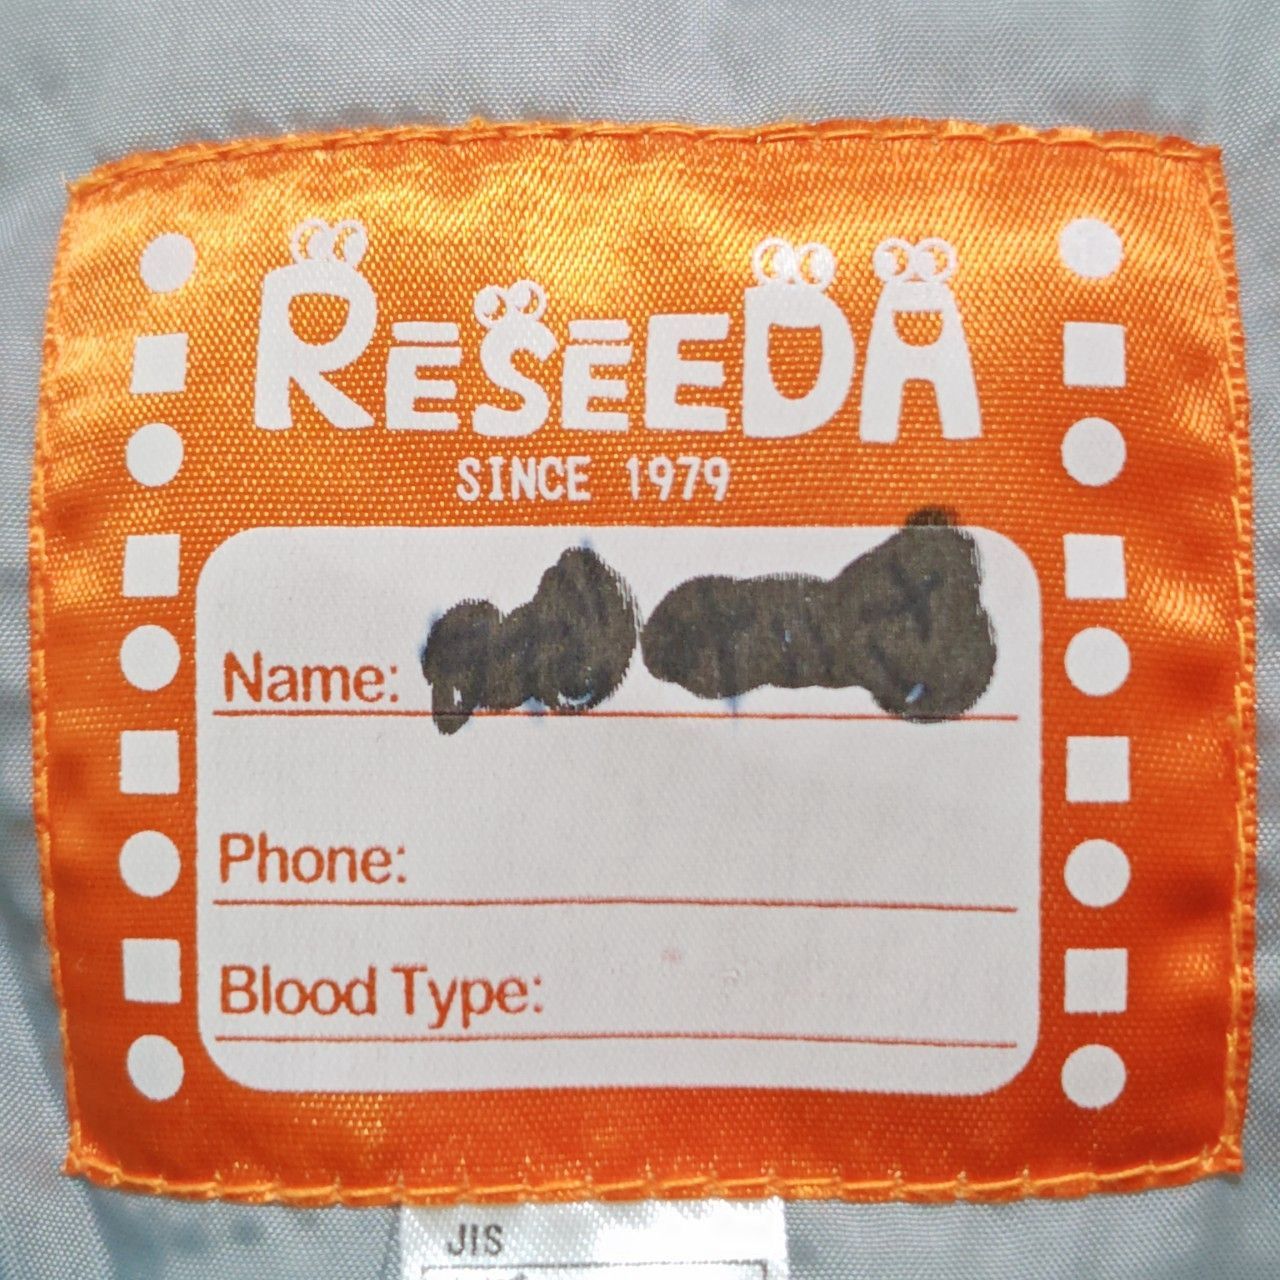 RESEEDA
SINCE 1979
Name:
Phone:
Blood Type:
JIS